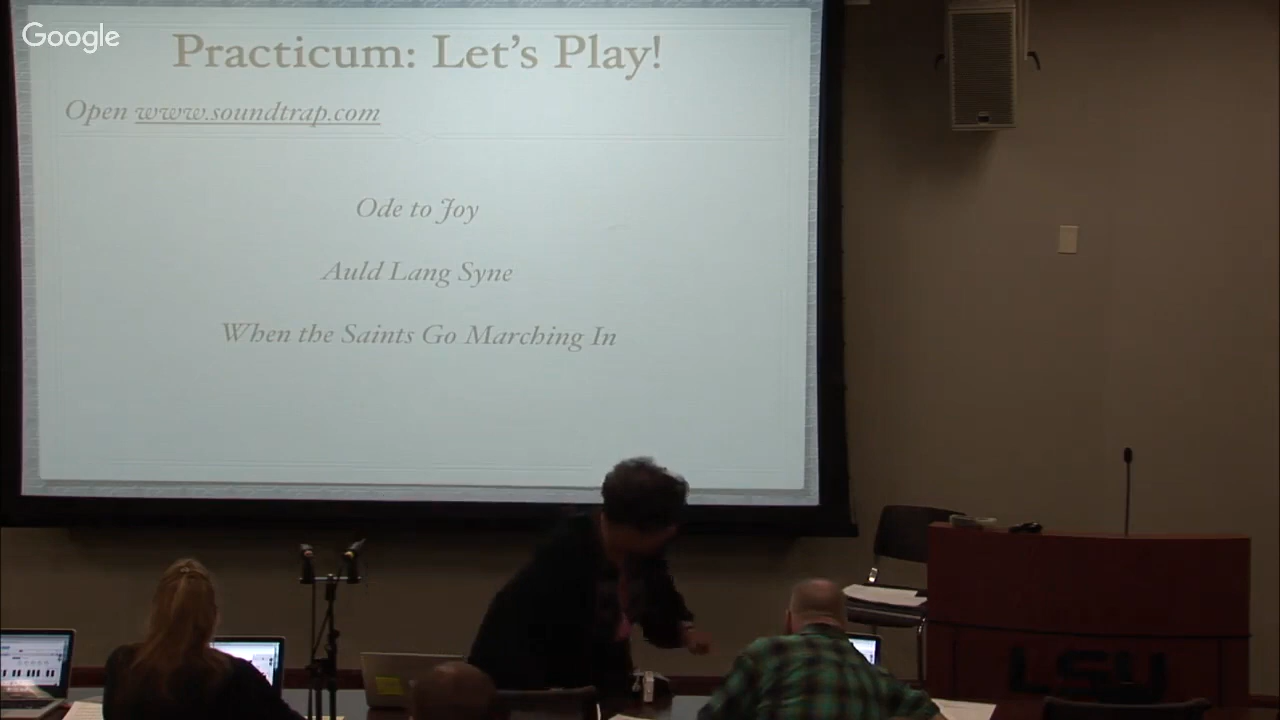 Google
Practicum: Let's Play!
Open www.soundtrap.com
Ode to Joy
Auld Lang Syne
When the Saints Go Marching In
LSU